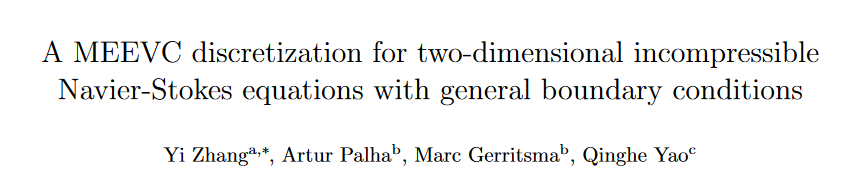 A MEEVC discretization for two-dimensional incompressible
Navier-Stokes equations with general boundary conditions
Yi Zhangᵃ,*, Artur Palhaᵇ, Marc Gerritsmaᵇ, Qinghe Yaoᶜ